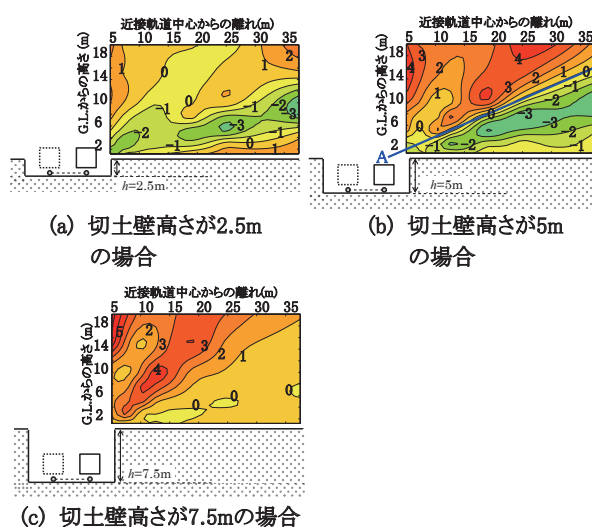 近接軌道中心からの離れ(m)
5 10 15 20 25 30 35
G.L.からの高さ(m)
18
14
10
6
2
1 0 1 2
-1 0
-1 -2
-2 -3 -3
-1 0 1
h=2.5m
(a) 切土壁高さが2.5m
の場合
近接軌道中心からの離れ(m)
5 10 15 20 25 30 35
G.L.からの高さ(m)
18
14
10
6
2
4 3 2 1 4
3 2 1 0
-1
0 -3 -2
1 0 -1 -2 -1
A
h=5m
(b) 切土壁高さが5m
の場合
近接軌道中心からの離れ(m)
5 10 15 20 25 30 35
G.L.からの高さ(m)
18
14
10
6
2
5 2 3 3 2 1
4
0 0 0
h=7.5m
(c) 切土壁高さが7.5mの場合